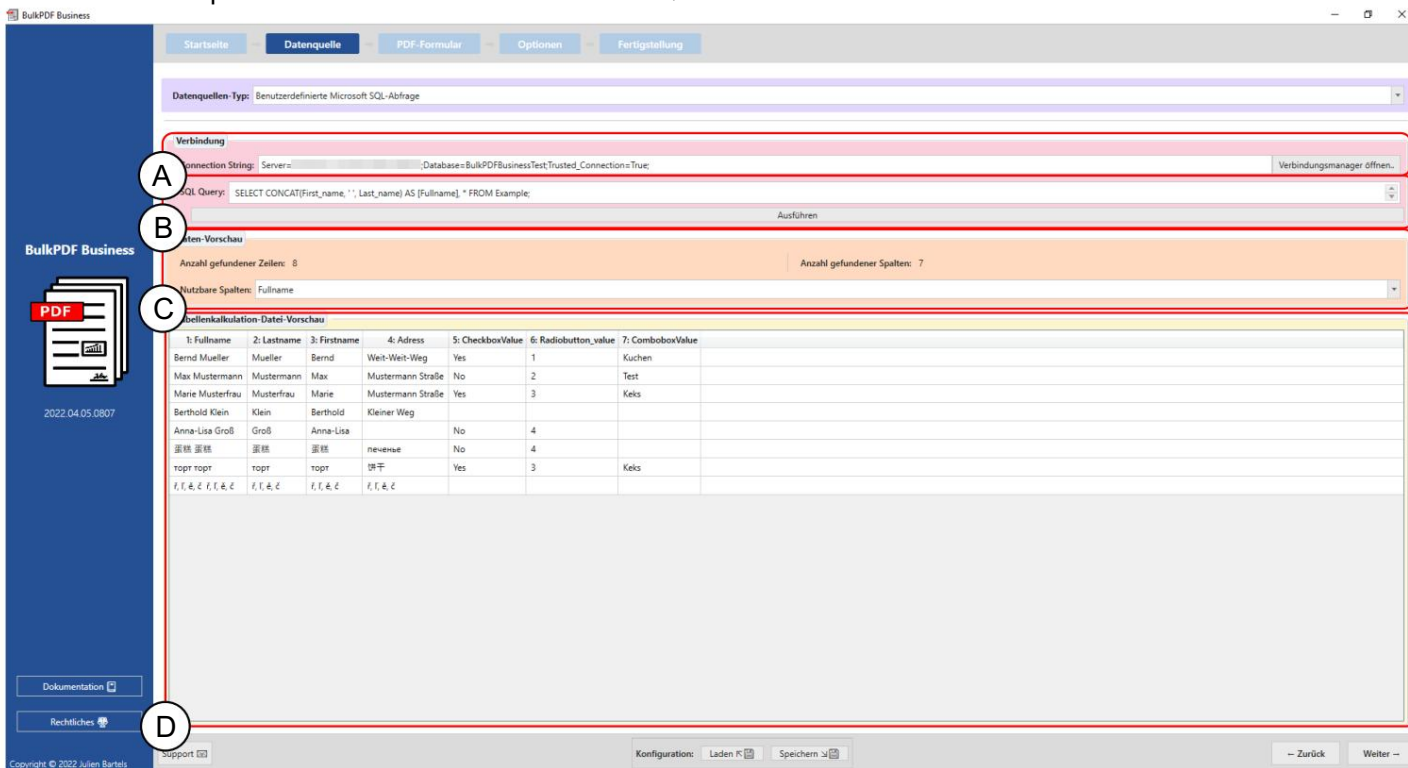 BulkPDF Business
Startseite Datenquelle PDF-Formular Optionen Fertigstellung
Datenquellen-Typ: Benutzerdefinierte Microsoft SQL-Abfrage
Verbindung
Connection String: Server= ;Database=BulkPDFBusinessTest;Trusted_Connection=True; Verbindungsmanager öffnen..
A
SQL Query: SELECT CONCAT(First_name, ' ', Last_name) AS [Fullname], * FROM Example;
Ausführen
B
Daten-Vorschau
BulkPDF Business
Anzahl gefundener Zeilen: 8 Anzahl gefundener Spalten: 7
Nutzbare Spalten: Fullname
C
PDF
Tabellenkalkulation-Datei-Vorschau
1: Fullname 2: Lastname 3: Firstname 4: Adress 5: CheckboxValue 6: Radiobutton_value 7: ComboboxValue
Bernd Mueller Mueller Bernd Weit-Weit-Weg Yes 1 Kuchen
Max Mustermann Mustermann Max Mustermann Straße No 2 Test
Marie Musterfrau Musterfrau Marie Mustermann Straße Yes 3 Keks
Berthold Klein Klein Berthold Kleiner Weg
2022.04.05.0807
Anna-Lisa Groß Groß Anna-Lisa No 4
蛋糕 蛋糕 蛋糕 蛋糕 печенье No 4
торт торт торт торт 饼干 Yes 3 Keks
Dokumentation
Rechtliches
D
Support Konfiguration: Laden Speichern ← Zurück Weiter →
Copyright © 2022 Julien Bartels